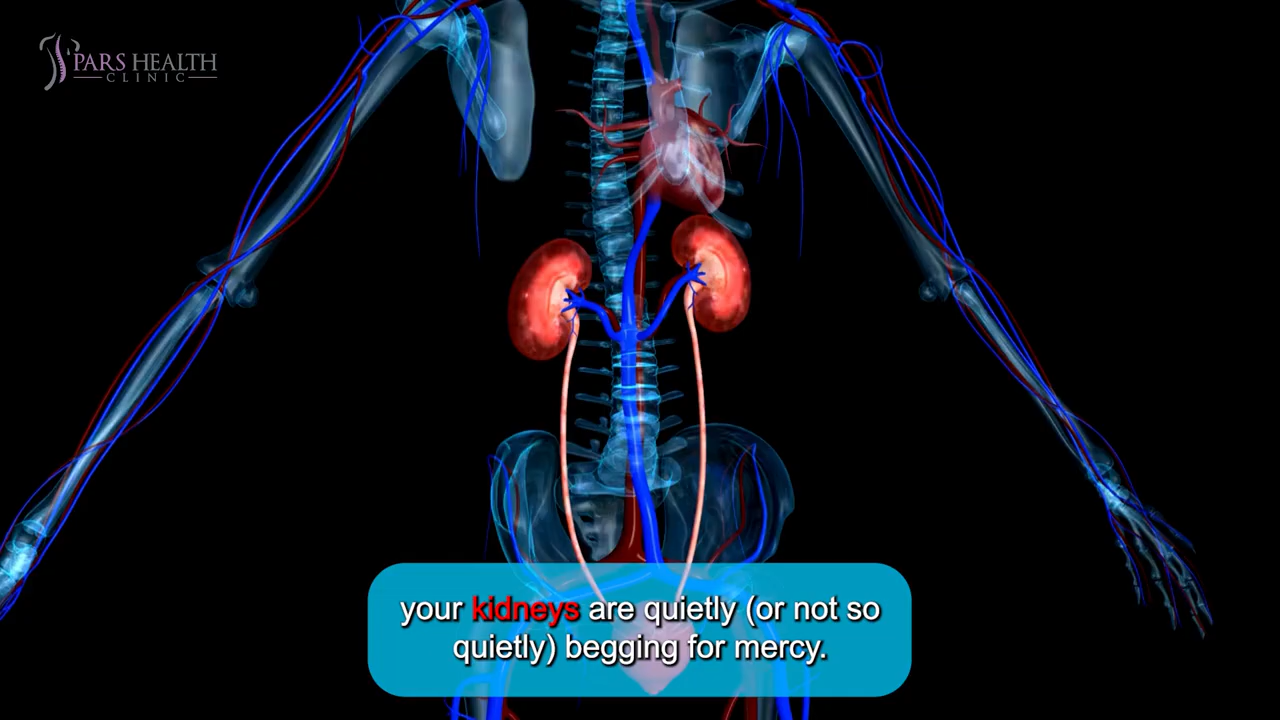 PARS HEALTH
CLINIC
your kidneys are quietly (or not so
quietly) begging for mercy.